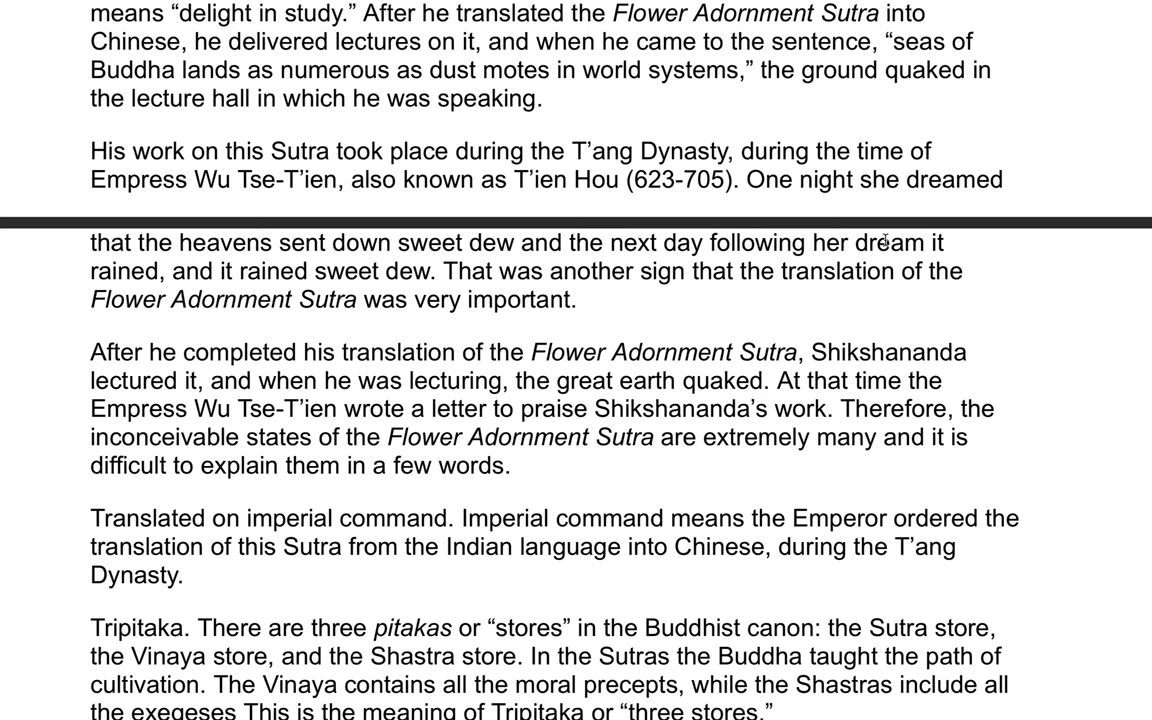 means “delight in study.” After he translated the Flower Adornment Sutra into
Chinese, he delivered lectures on it, and when he came to the sentence, “seas of
Buddha lands as numerous as dust motes in world systems,” the ground quaked in
the lecture hall in which he was speaking.
His work on this Sutra took place during the T’ang Dynasty, during the time of
Empress Wu Tse-T’ien, also known as T’ien Hou (623-705). One night she dreamed
that the heavens sent down sweet dew and the next day following her dream it
rained, and it rained sweet dew. That was another sign that the translation of the
Flower Adornment Sutra was very important.
After he completed his translation of the Flower Adornment Sutra, Shikshananda
lectured it, and when he was lecturing, the great earth quaked. At that time the
Empress Wu Tse-T’ien wrote a letter to praise Shikshananda’s work. Therefore, the
inconceivable states of the Flower Adornment Sutra are extremely many and it is
difficult to explain them in a few words.
Translated on imperial command. Imperial command means the Emperor ordered the
translation of this Sutra from the Indian language into Chinese, during the T’ang
Dynasty.
Tripitaka. There are three pitakas or “stores” in the Buddhist canon: the Sutra store,
the Vinaya store, and the Shastra store. In the Sutras the Buddha taught the path of
cultivation. The Vinaya contains all the moral precepts, while the Shastras include all
the exegeses This is the meaning of Tripitaka or “three stores.”